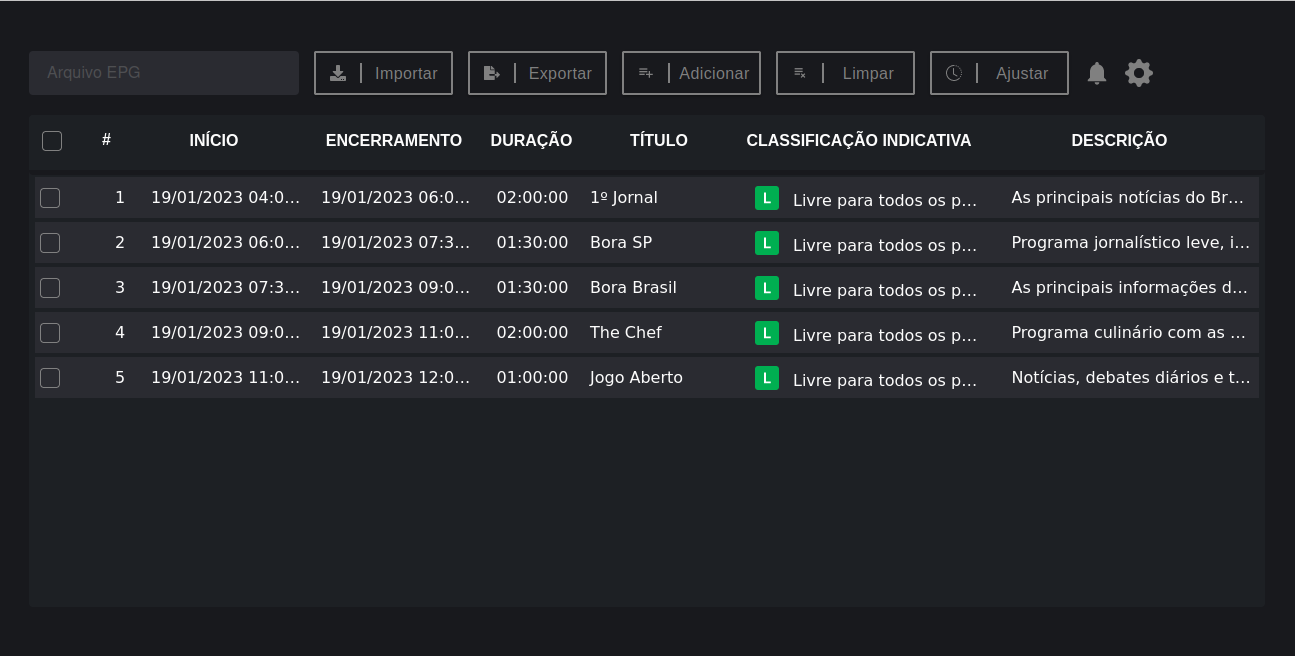 Arquivo EPG Importar Exportar Adicionar Limpar Ajustar
# INÍCIO ENCERRAMENTO DURAÇÃO TÍTULO CLASSIFICAÇÃO INDICATIVA DESCRIÇÃO
1 19/01/2023 04:0... 19/01/2023 06:0... 02:00:00 1º Jornal L Livre para todos os p... As principais notícias do Br...
2 19/01/2023 06:0... 19/01/2023 07:3... 01:30:00 Bora SP L Livre para todos os p... Programa jornalístico leve, i...
3 19/01/2023 07:3... 19/01/2023 09:0... 01:30:00 Bora Brasil L Livre para todos os p... As principais informações d...
4 19/01/2023 09:0... 19/01/2023 11:0... 02:00:00 The Chef L Livre para todos os p... Programa culinário com as ...
5 19/01/2023 11:0... 19/01/2023 12:0... 01:00:00 Jogo Aberto L Livre para todos os p... Notícias, debates diários e t...